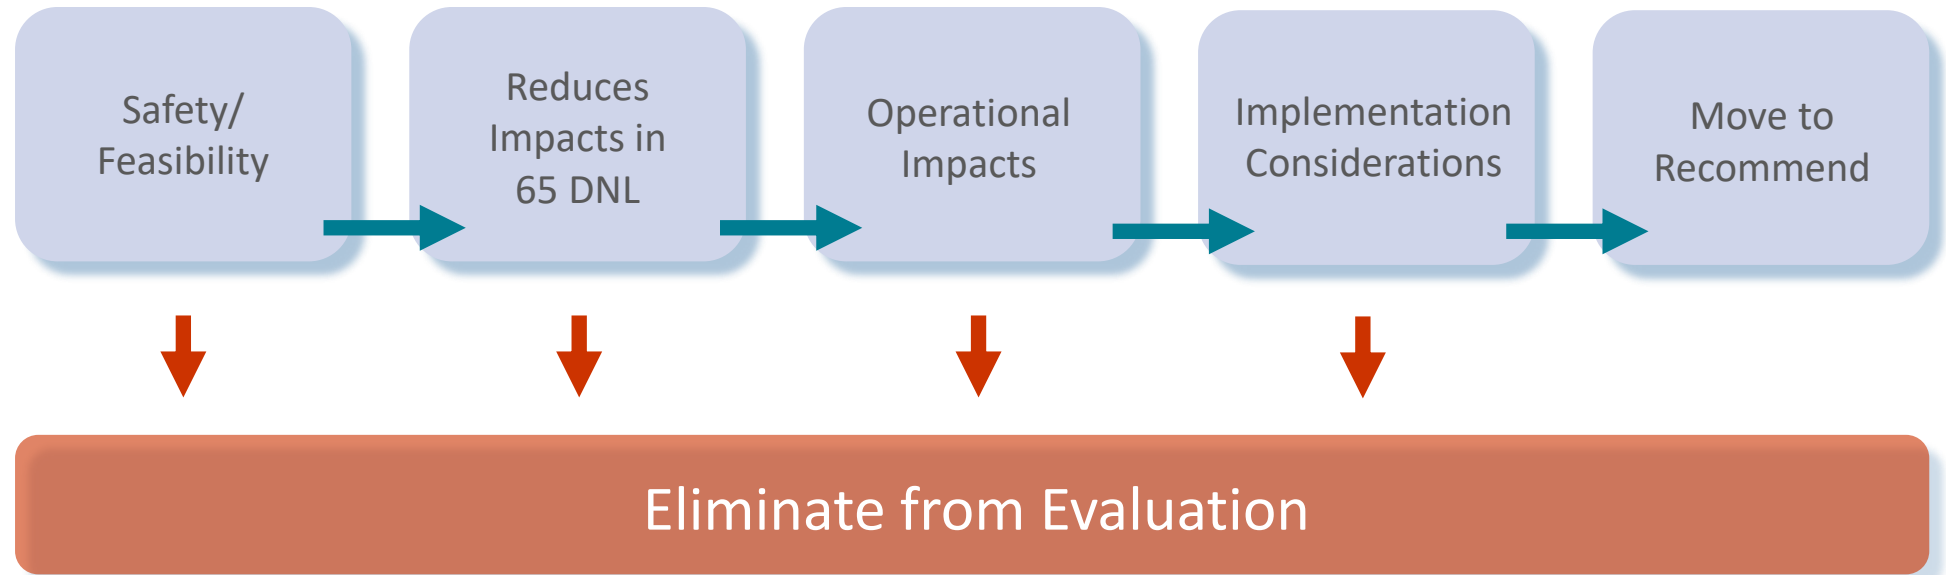 Safety/
Feasibility
Reduces
Impacts in
65 DNL
Operational
Impacts
Implementation
Considerations
Move to
Recommend
Eliminate from Evaluation